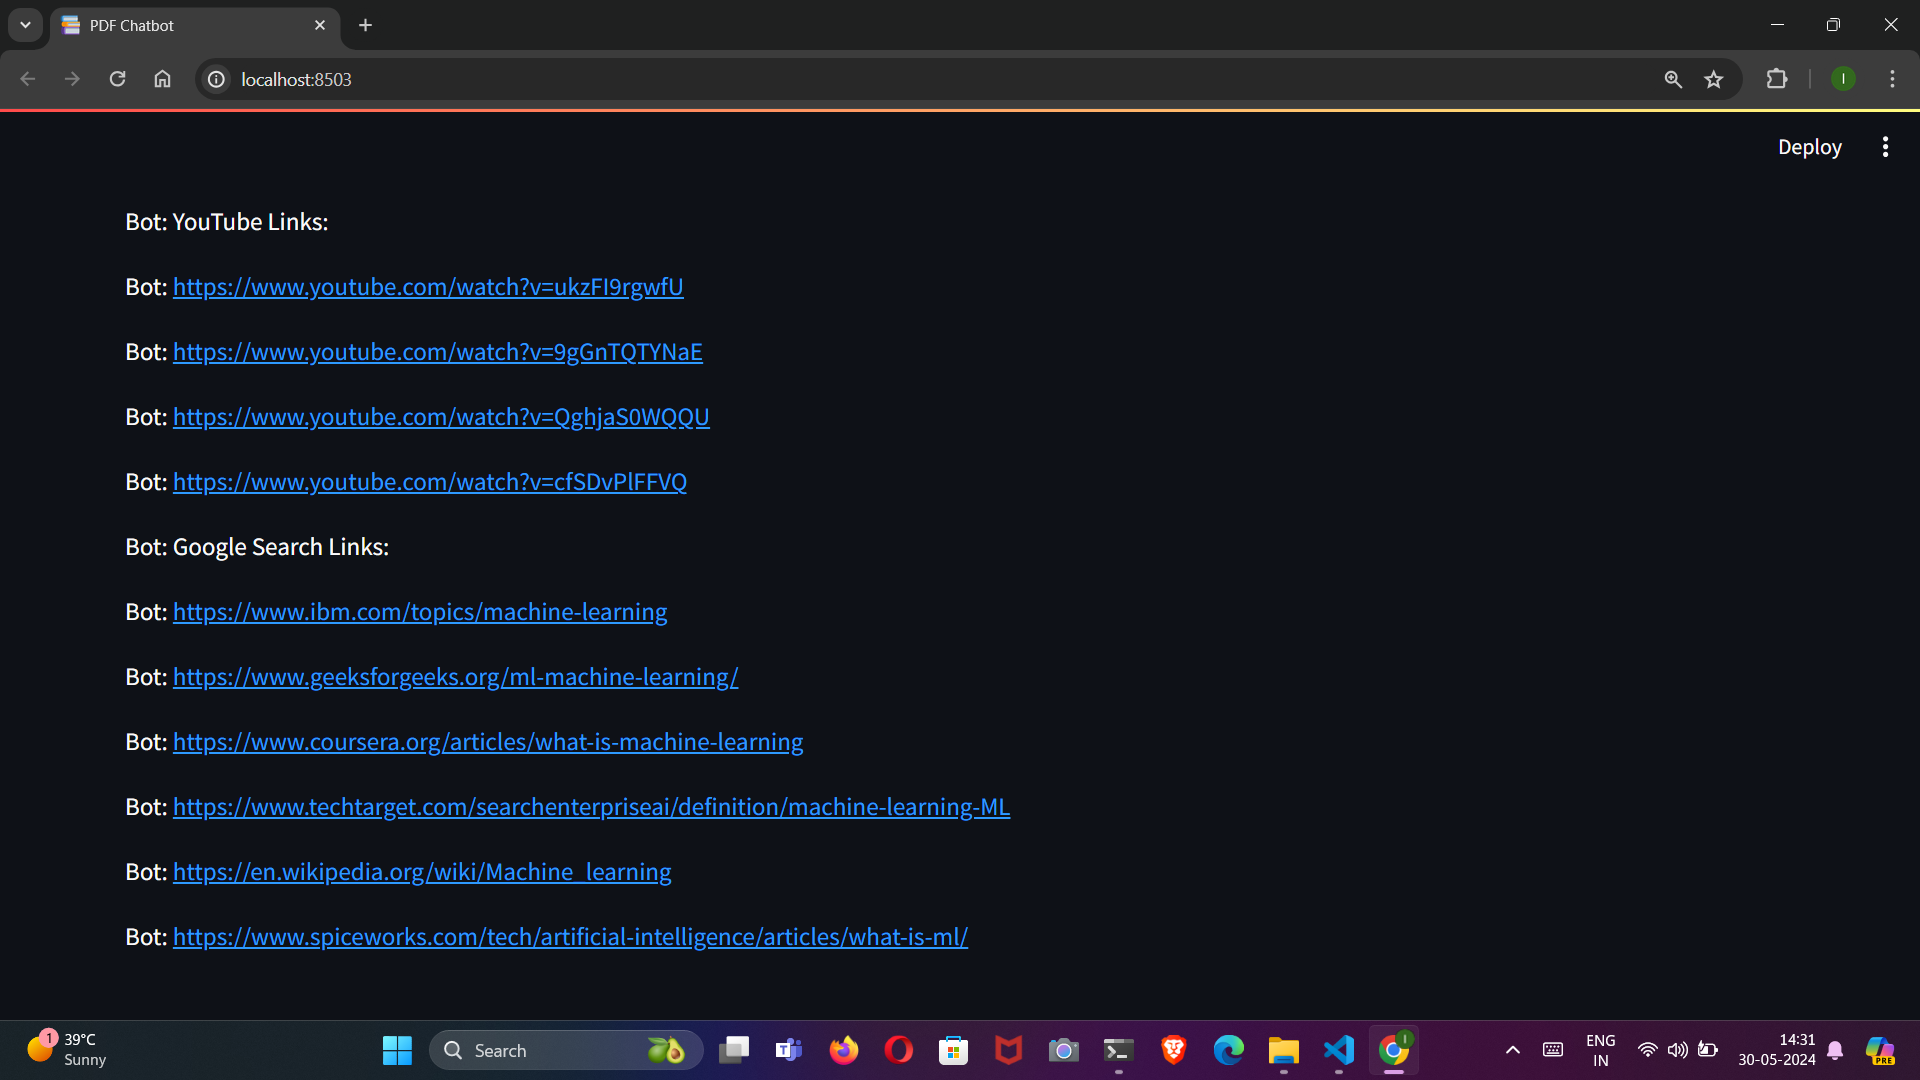 PDF Chatbot
localhost:8503
I
Deploy
Bot: YouTube Links:
Bot: https://www.youtube.com/watch?v=ukzFI9rgwfU
Bot: https://www.youtube.com/watch?v=9gGnTQTYNaE
Bot: https://www.youtube.com/watch?v=QghjaS0WQQU
Bot: https://www.youtube.com/watch?v=cfSDvPlFFVQ
Bot: Google Search Links:
Bot: https://www.ibm.com/topics/machine-learning
Bot: https://www.geeksforgeeks.org/ml-machine-learning/
Bot: https://www.coursera.org/articles/what-is-machine-learning
Bot: https://www.techtarget.com/searchenterpriseai/definition/machine-learning-ML
Bot: https://en.wikipedia.org/wiki/Machine_learning
Bot: https://www.spiceworks.com/tech/artificial-intelligence/articles/what-is-ml/
1
39°C
Sunny
Search
T
I
ENG
IN
14:31
30-05-2024
PRE